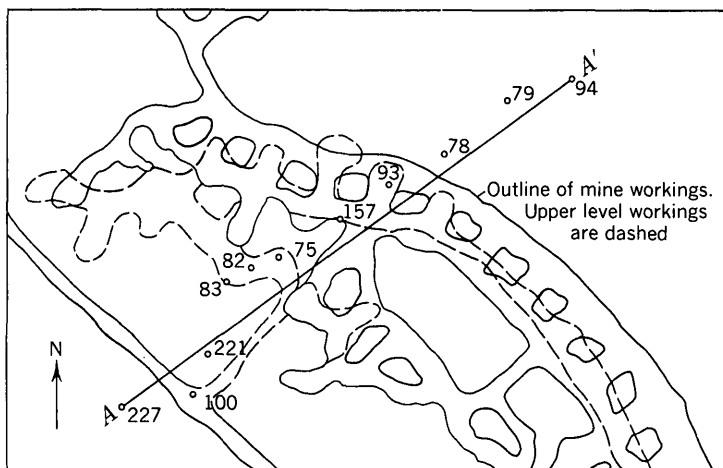 A'
79
94
78
93
Outline of mine workings.
Upper level workings
are dashed
157
82
75
83
221
N
A
227
100